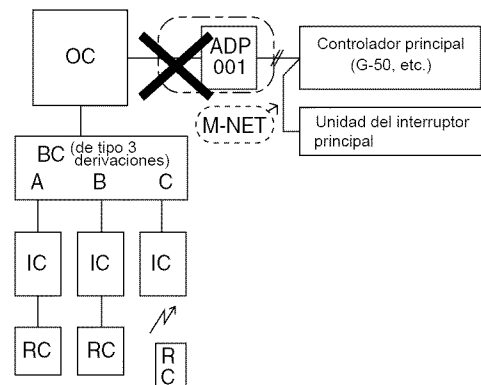 OC
ADP
001
Controlador principal
(G-50, etc.)
M-NET
Unidad del interruptor
principal
BC (de tipo 3
derivaciones)
A B C
IC IC IC
RC RC R
C